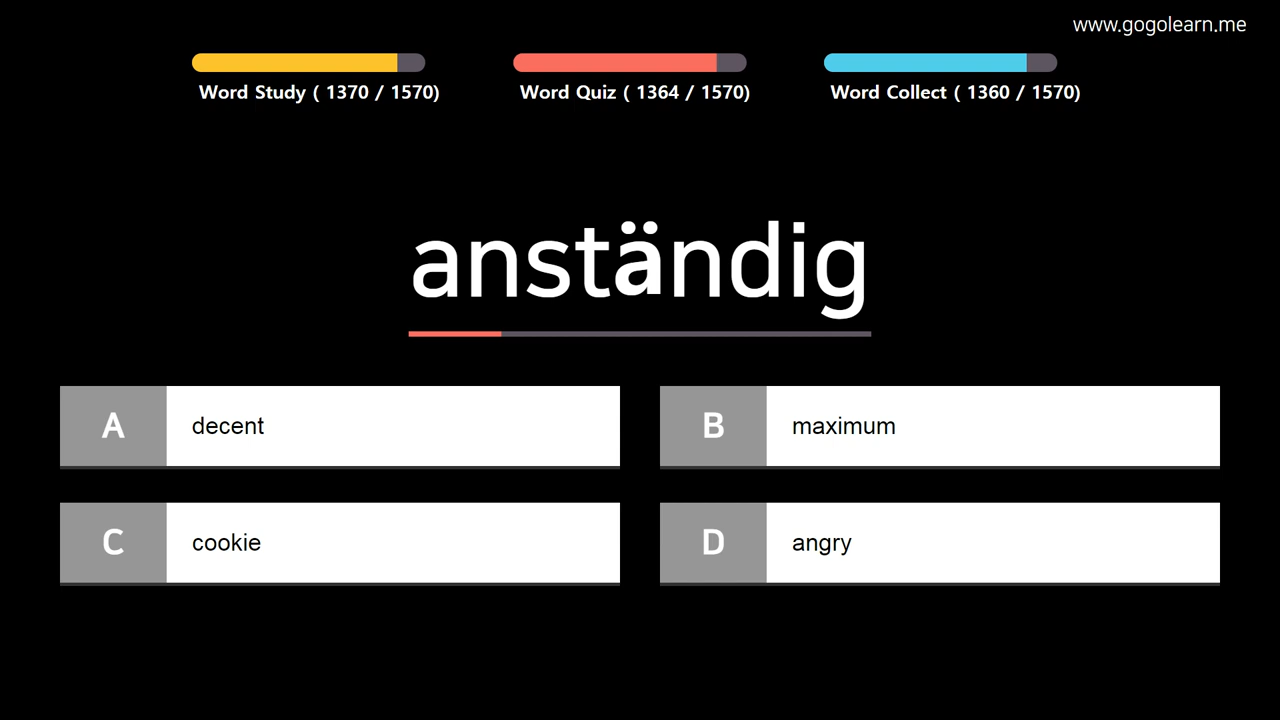 www.gogolearn.me
Word Study ( 1370 / 1570)
Word Quiz ( 1364 / 1570)
Word Collect ( 1360 / 1570)
anständig
A decent
B maximum
C cookie
D angry